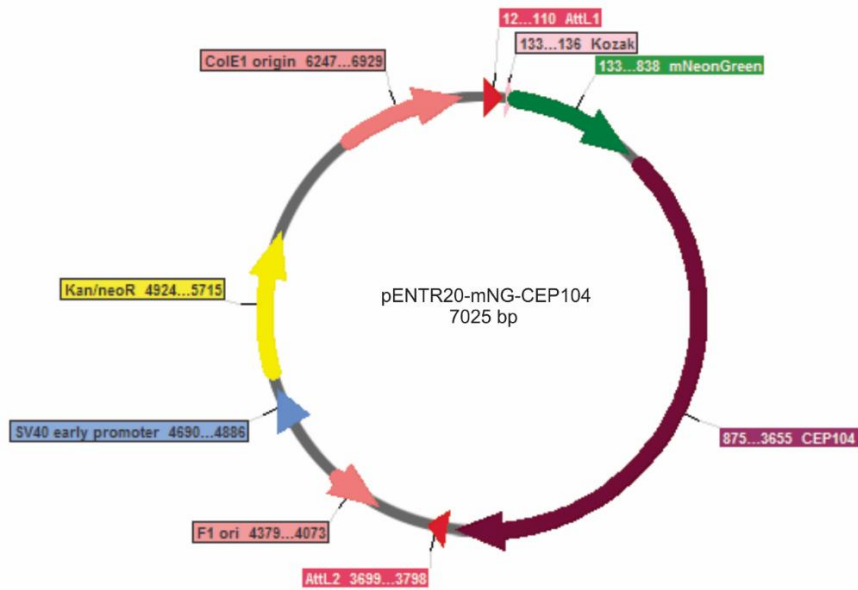 12...110 AttL1
133...136 Kozak
ColE1 origin 6247...6929
133...838 mNeonGreen
Kan/neoR 4924...5715
pENTR20-mNG-CEP104
7025 bp
SV40 early promoter 4690...4886
875...3655 CEP104
F1 ori 4379...4073
AttL2 3699...3798